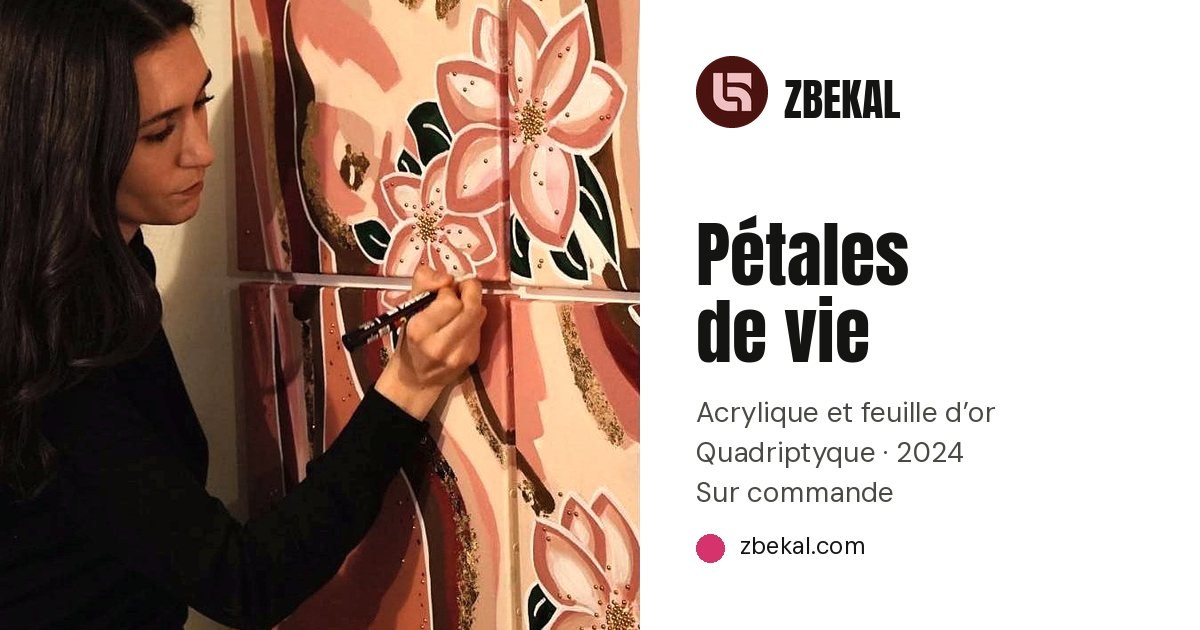 ZBEKAL
Pétales
de vie
Acrylique et feuille d’or
Quadriptyque · 2024
Sur commande
zbekal.com